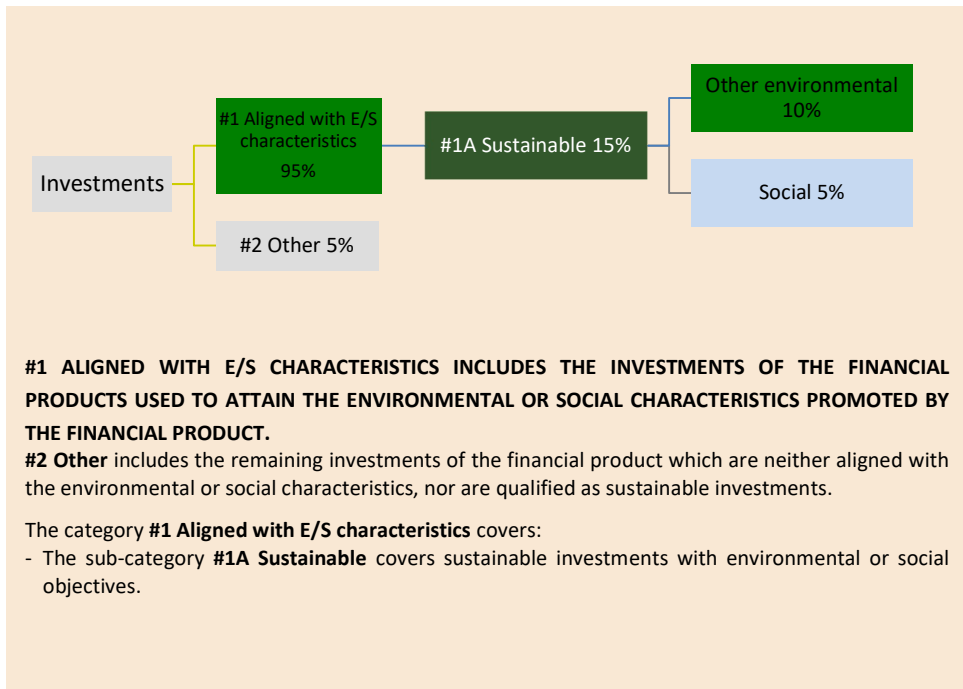 Investments
#1 Aligned with E/S
characteristics
95%
#2 Other 5%
#1A Sustainable 15%
Other environmental
10%
Social 5%
#1 ALIGNED WITH E/S CHARACTERISTICS INCLUDES THE INVESTMENTS OF THE FINANCIAL
PRODUCTS USED TO ATTAIN THE ENVIRONMENTAL OR SOCIAL CHARACTERISTICS PROMOTED BY
THE FINANCIAL PRODUCT.
#2 Other includes the remaining investments of the financial product which are neither aligned with
the environmental or social characteristics, nor are qualified as sustainable investments.
The category #1 Aligned with E/S characteristics covers:
- The sub-category #1A Sustainable covers sustainable investments with environmental or social
objectives.